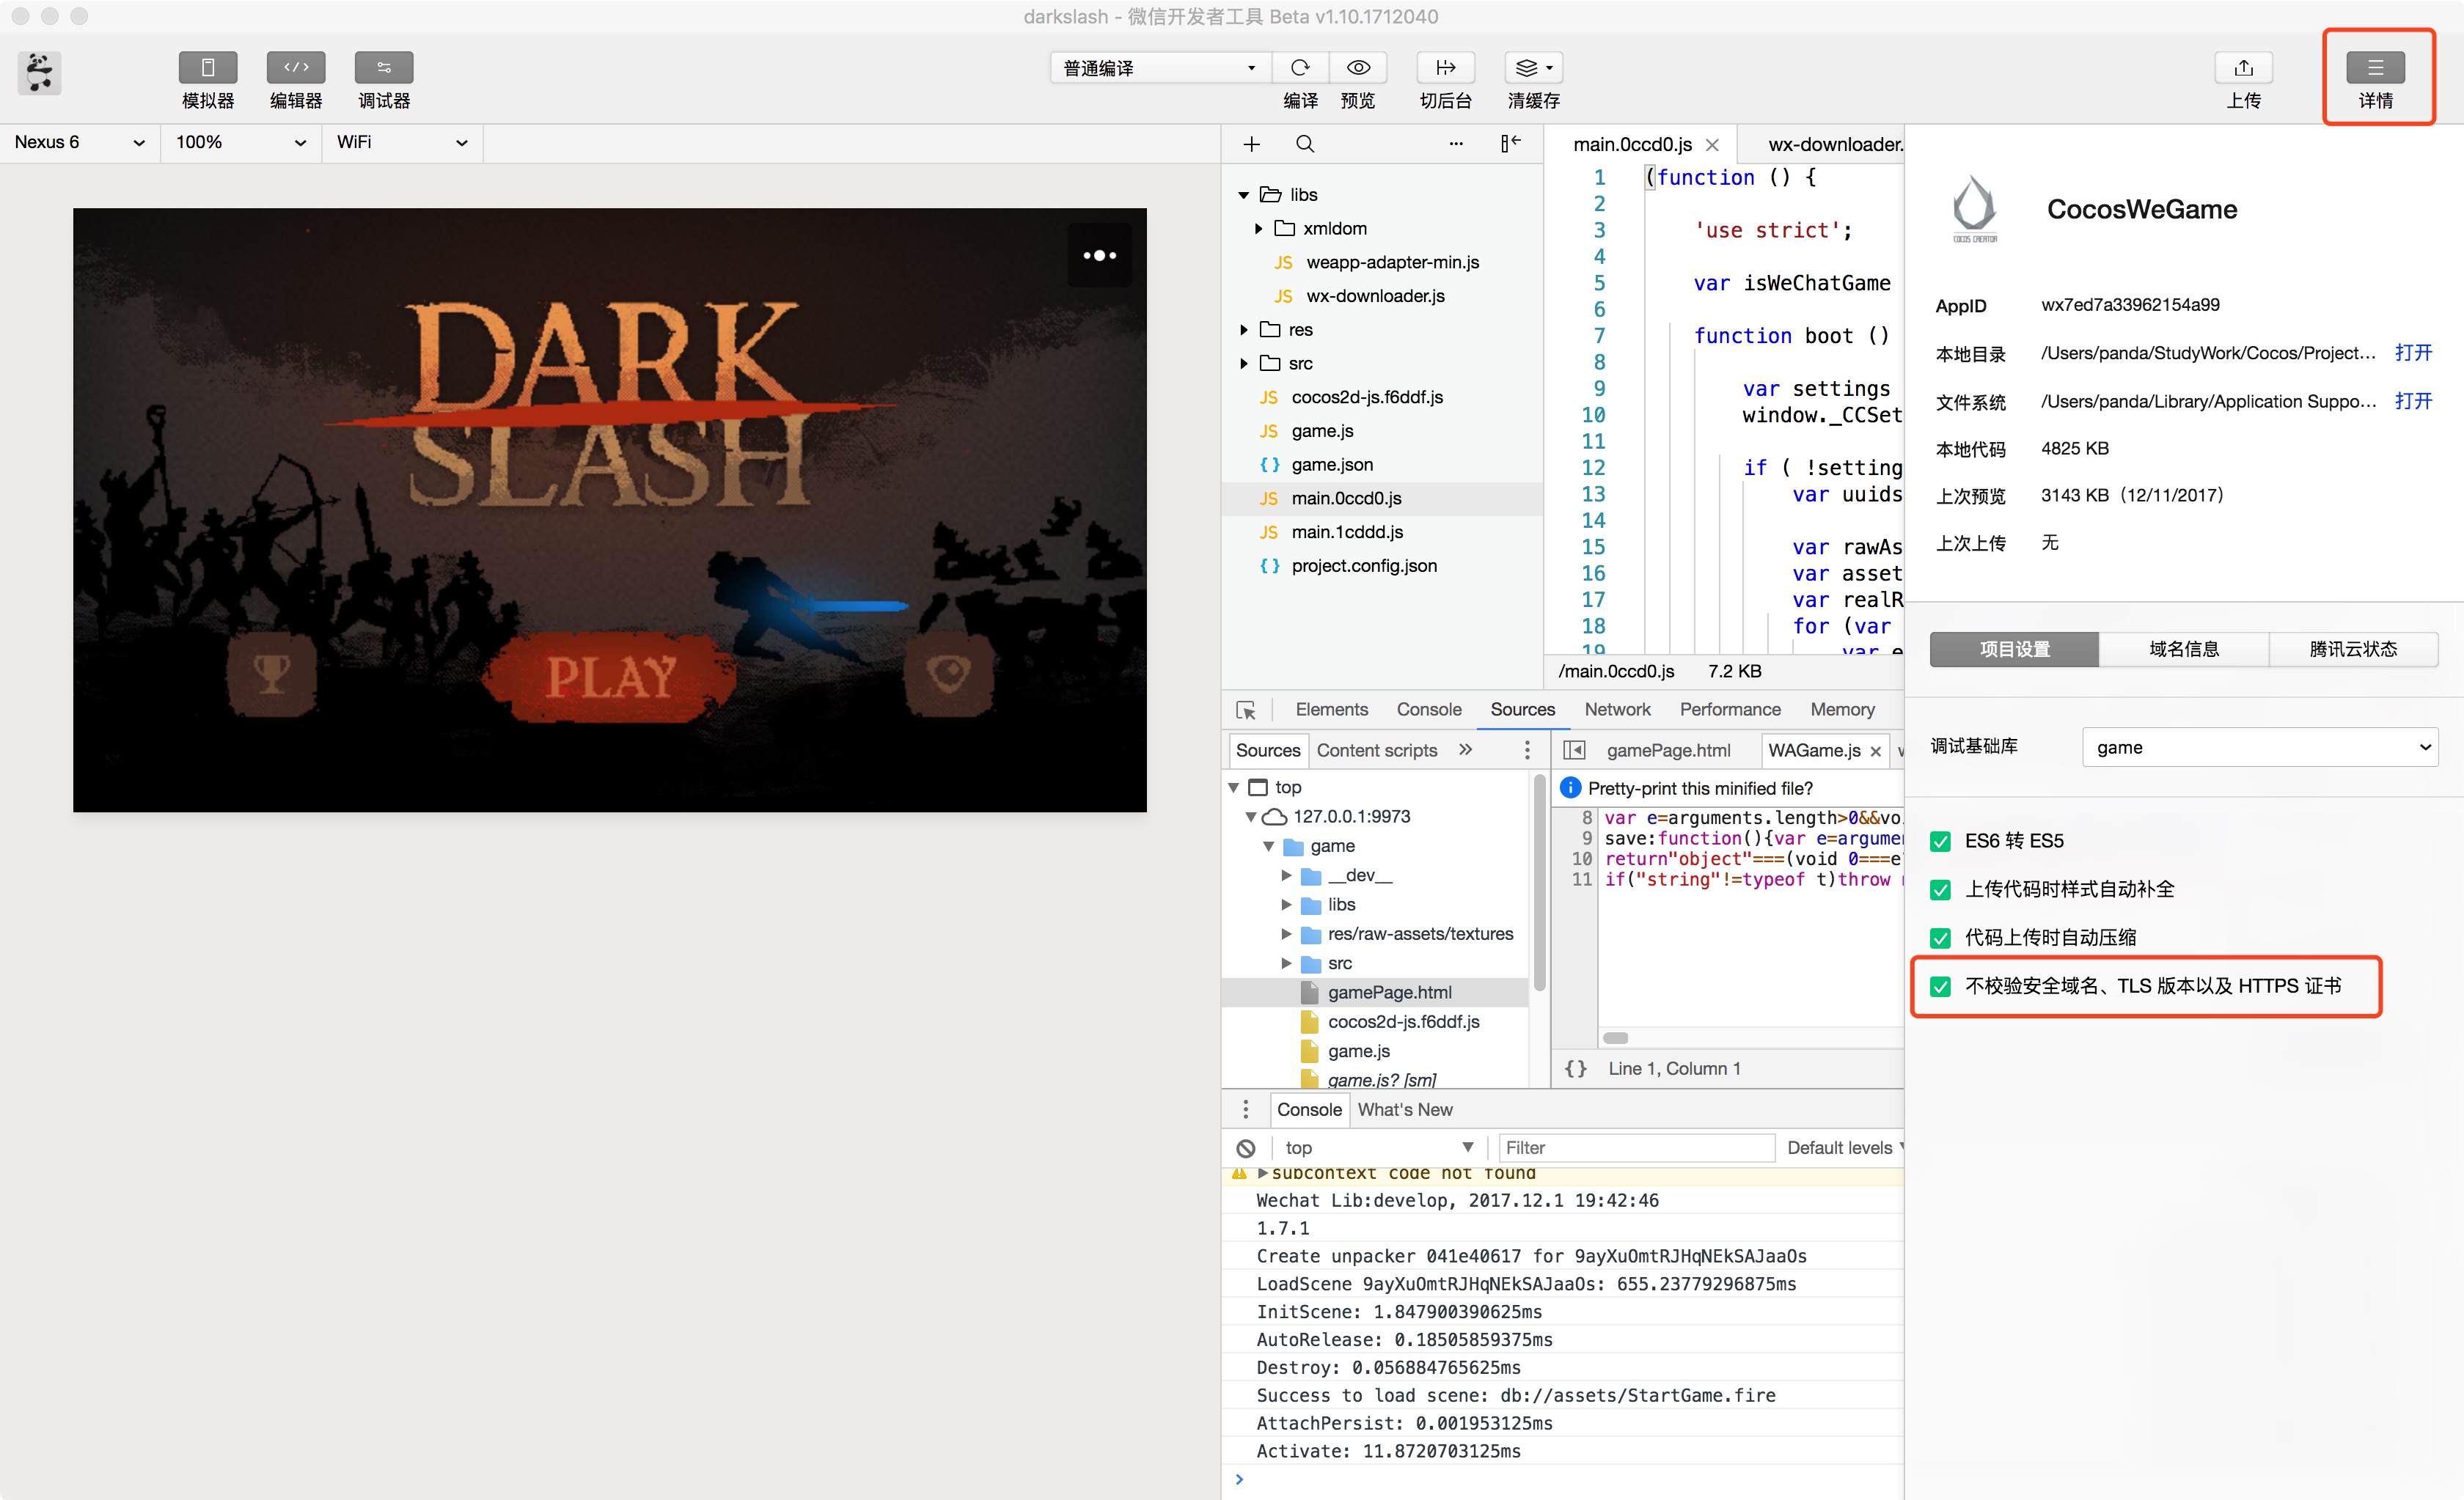 darkslash - 微信开发者工具 Beta v1.10.1712040
模拟器
编辑器
调试器
普通编译
编译
预览
切后台
清缓存
上传
详情
Nexus 6
100%
WiFi
DARK
SLASH
PLAY
libs
xmldom
JS weapp-adapter-min.js
JS wx-downloader.js
res
src
JS cocos2d-js.f6ddf.js
JS game.js
{ } game.json
JS main.0ccd0.js
JS main.1cddd.js
{ } project.config.json
main.0ccd0.js
wx-downloader.
1 (function () {
2
3 'use strict';
4
5 var isWeChatGame
6
7 function boot ()
8
9 var settings
10 window._CCSet
11
12 if ( !setting
13 var uuids
14
15 var rawAs
16 var asset
17 var realR
18 for (var
19 var e
/main.0ccd0.js 7.2 KB
Elements Console Sources Network Performance Memory
Sources Content scripts »
top
127.0.0.1:9973
game
__dev__
libs
res/raw-assets/textures
src
gamePage.html
cocos2d-js.f6ddf.js
game.js
game.js? [sm]
gamePage.html
WAGame.js ×
Pretty-print this minified file?
8 var e=arguments.length>0&&vo
9 save:function(){var e=argume
10 return"object"===(void 0===e
11 if("string"!=typeof t)throw
{ } Line 1, Column 1
Console What's New
top
Filter
Default levels
subcontext code not found
Wechat Lib:develop, 2017.12.1 19:42:46
1.7.1
Create unpacker 041e40617 for 9ayXuOmtRJHqNEkSAJaaOs
LoadScene 9ayXuOmtRJHqNEkSAJaaOs: 655.23779296875ms
InitScene: 1.847900390625ms
AutoRelease: 0.18505859375ms
Destroy: 0.056884765625ms
Success to load scene: db://assets/StartGame.fire
AttachPersist: 0.001953125ms
Activate: 11.8720703125ms
COCOS CREATOR
CocosWeGame
AppID wx7ed7a33962154a99
本地目录 /Users/panda/StudyWork/Cocos/Project... 打开
文件系统 /Users/panda/Library/Application Suppo... 打开
本地代码 4825 KB
上次预览 3143 KB（12/11/2017）
上次上传 无
项目设置
域名信息
腾讯云状态
调试基础库 game
ES6 转 ES5
上传代码时样式自动补全
代码上传时自动压缩
不校验安全域名、TLS 版本以及 HTTPS 证书